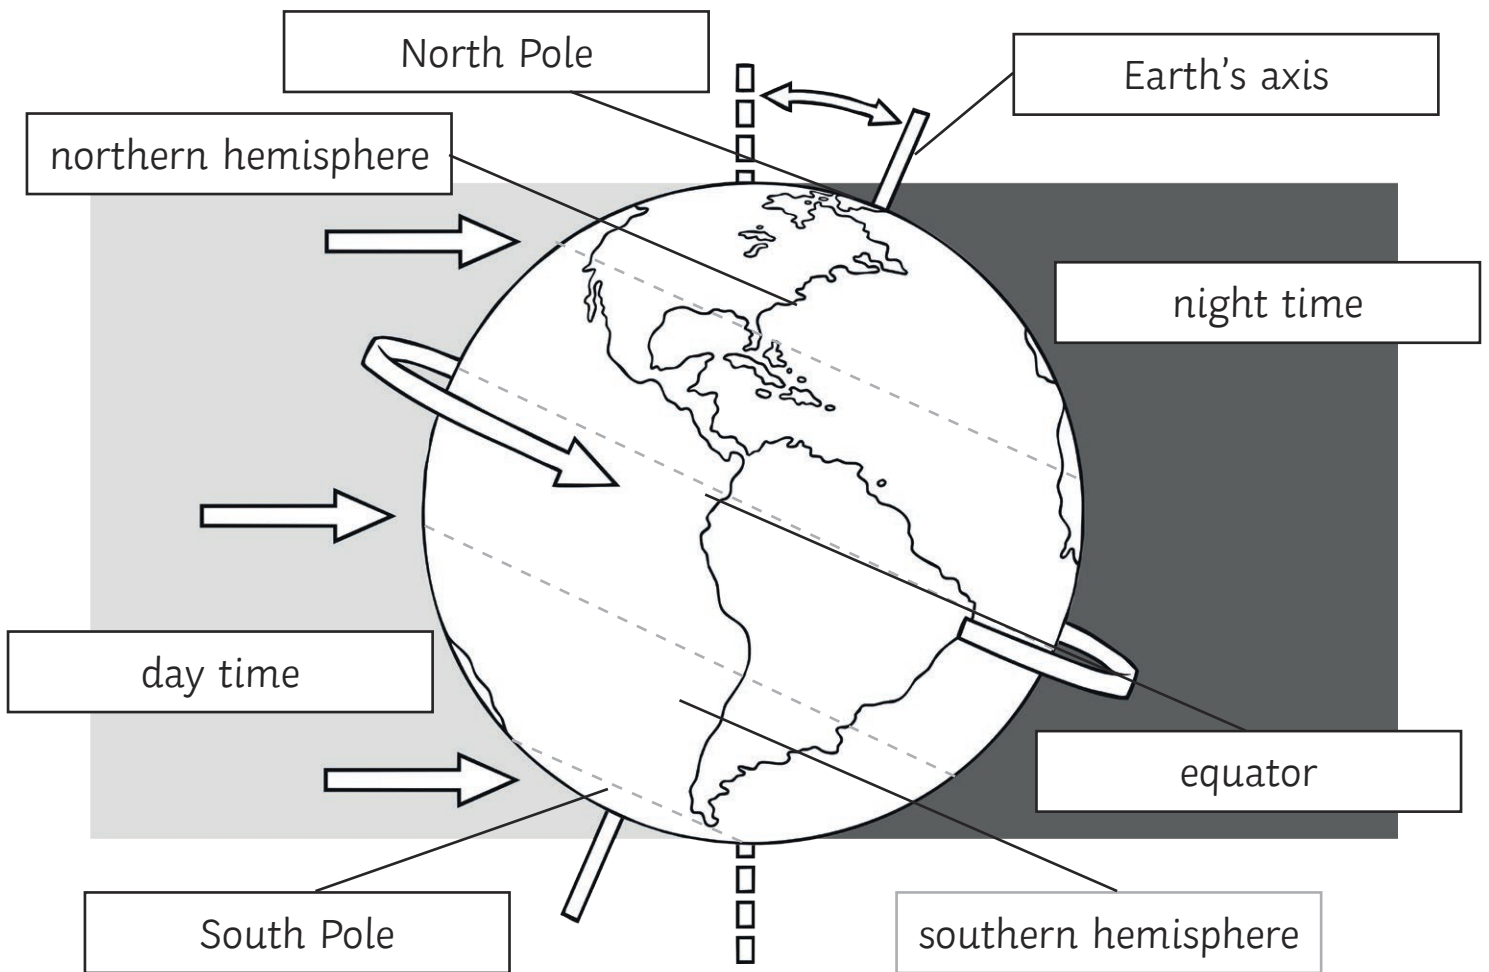 North Pole
Earth's axis
northern hemisphere
night time
day time
equator
South Pole
southern hemisphere